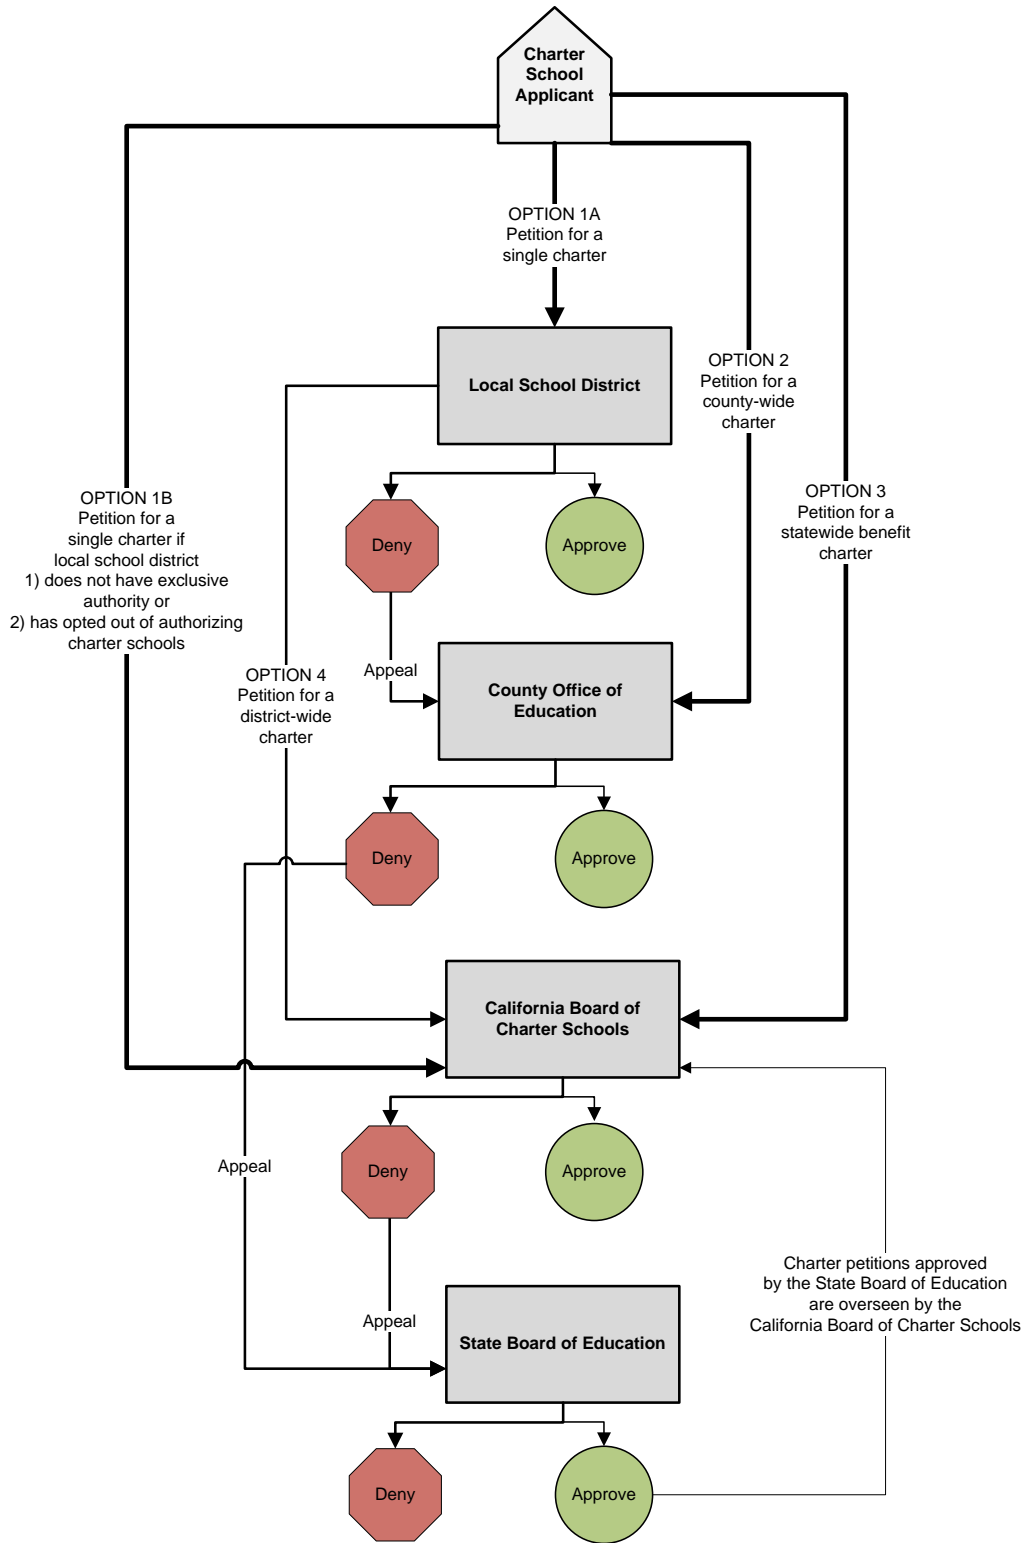 Charter
School
Applicant
OPTION 1A
Petition for a
single charter
Local School District
OPTION 2
Petition for a
county-wide
charter
OPTION 1B
Petition for a
single charter if
local school district
1) does not have exclusive
authority or
2) has opted out of authorizing
charter schools
OPTION 3
Petition for a
statewide benefit
charter
Deny
Approve
OPTION 4
Petition for a
district-wide
charter
Appeal
County Office of
Education
Deny
Approve
California Board of
Charter Schools
Appeal
Deny
Approve
Appeal
State Board of Education
Charter petitions approved
by the State Board of Education
are overseen by the
California Board of Charter Schools
Deny
Approve